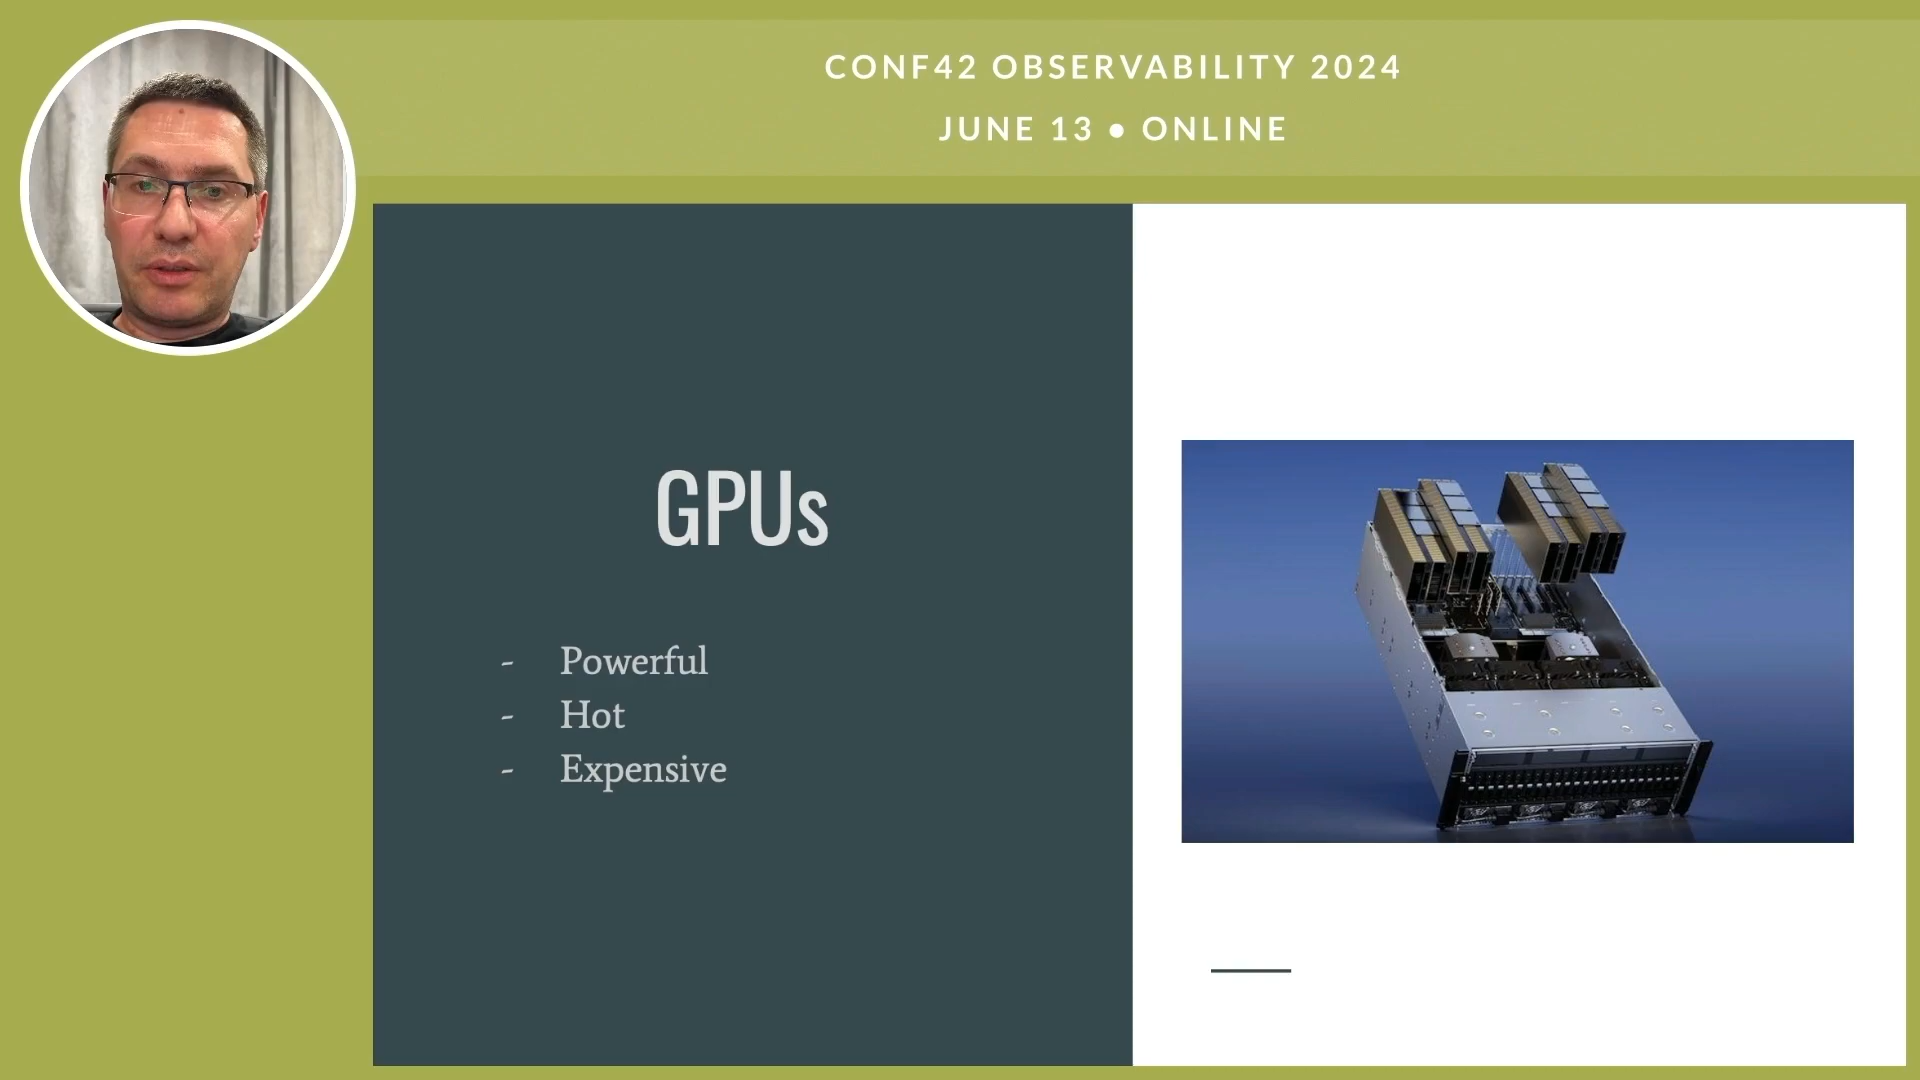 CONF42 OBSERVABILITY 2024
JUNE 13 • ONLINE
GPUs
- Powerful
- Hot
- Expensive